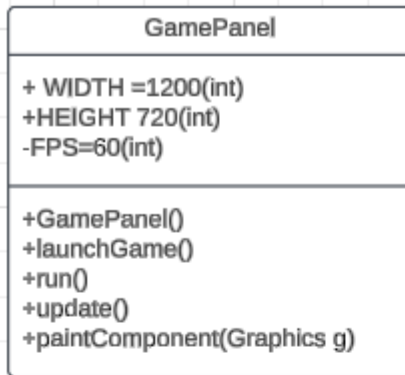 GamePanel
+ WIDTH =1200(int)
+HEIGHT 720(int)
-FPS=60(int)
+GamePanel()
+launchGame()
+run()
+update()
+paintComponent(Graphics g)